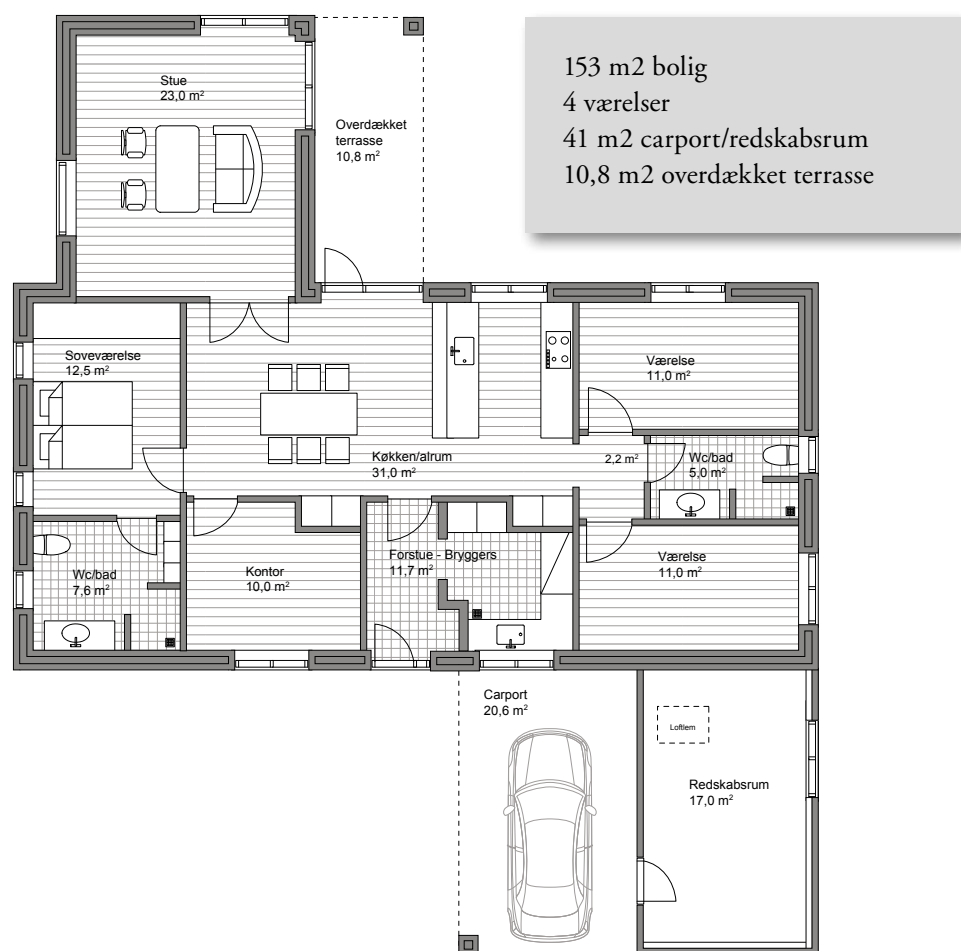 Stue
23,0 m²
Overdækket
terrasse
10,8 m²
153 m2 bolig
4 værelser
41 m2 carport/redskabsrum
10,8 m2 overdækket terrasse
Soveværelse
12,5 m²
Køkken/alrum
31,0 m²
Værelse
11,0 m²
2,2 m²
Wc/bad
5,0 m²
Wc/bad
7,6 m²
Kontor
10,0 m²
Forstue - Bryggers
11,7 m²
Værelse
11,0 m²
Carport
20,6 m²
Loftlem
Redskabsrum
17,0 m²